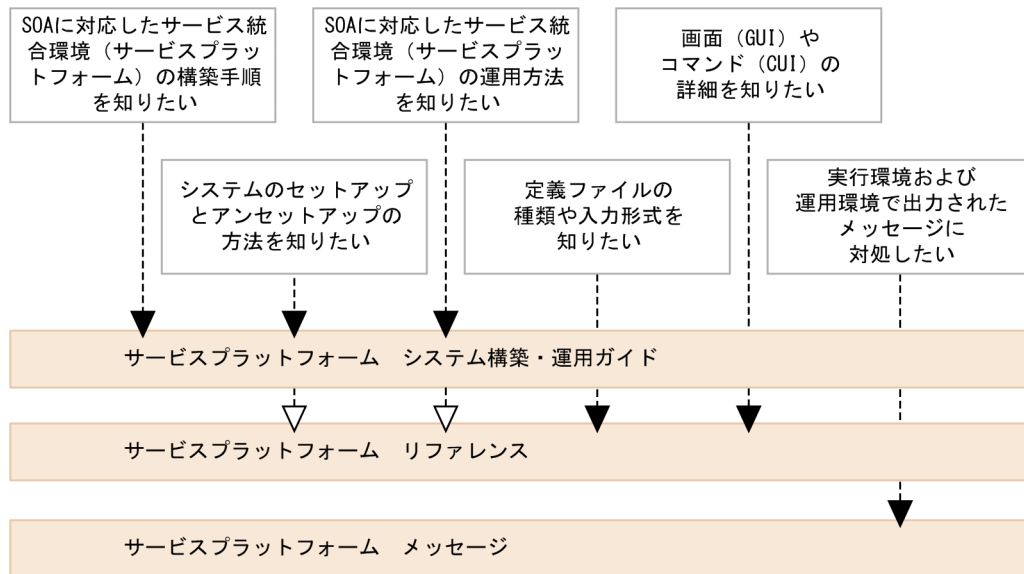 SOAに対応したサービス統
合環境（サービスプラッ
トフォーム）の構築手順
を知りたい
SOAに対応したサービス統
合環境（サービスプラッ
トフォーム）の運用方法
を知りたい
画面（GUI）や
コマンド（CUI）の
詳細を知りたい
システムのセットアップ
とアンセットアップの
方法を知りたい
定義ファイルの
種類や入力形式を
知りたい
実行環境および
運用環境で出力された
メッセージに
対処したい
サービスプラットフォーム　システム構築・運用ガイド
サービスプラットフォーム　リファレンス
サービスプラットフォーム　メッセージ